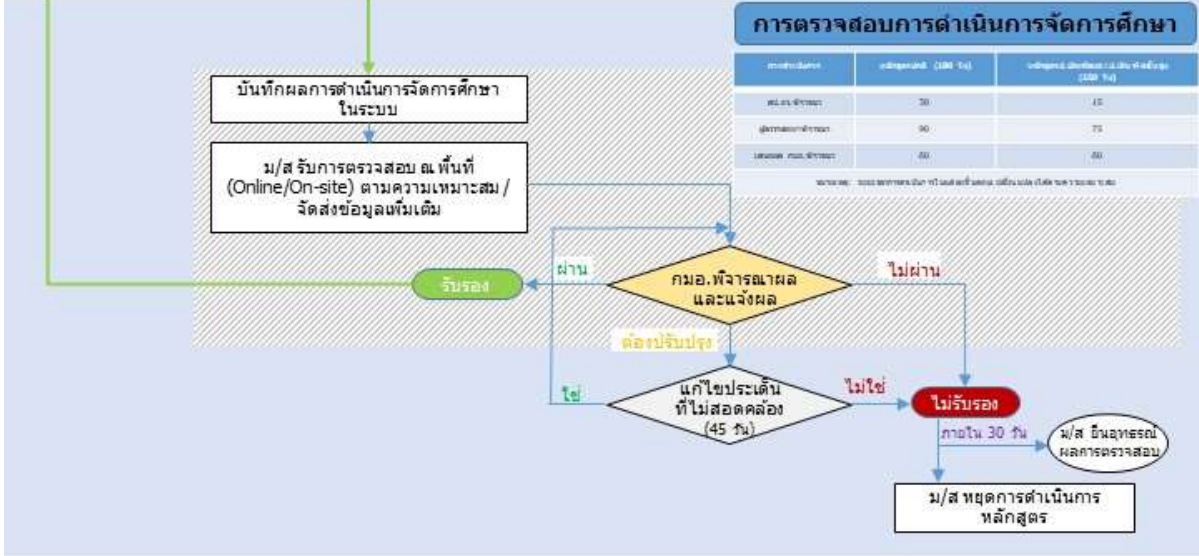 การตรวจสอบการดำเนินการจัดการศึกษา
(180 วัน)
(150 วัน)
30
15
90
75
60
60
บันทึกผลการดำเนินการจัดการศึกษา
ในระบบ
ม/ส รับการตรวจสอบ ณ พื้นที่
(Online/On-site) ตามความเหมาะสม /
จัดส่งข้อมูลเพิ่มเติม
รับรอง
ผ่าน
กมอ.พิจารณาผล
และแจ้งผล
ไม่ผ่าน
ต้องปรับปรุง
ใช่
แก้ไขประเด็น
ที่ไม่สอดคล้อง
(45 วัน)
ไม่ใช่
ไม่รับรอง
ภายใน 30 วัน
ม/ส ยื่นอุทธรณ์
ผลการตรวจสอบ
ม/ส หยุดการดำเนินการ
หลักสูตร